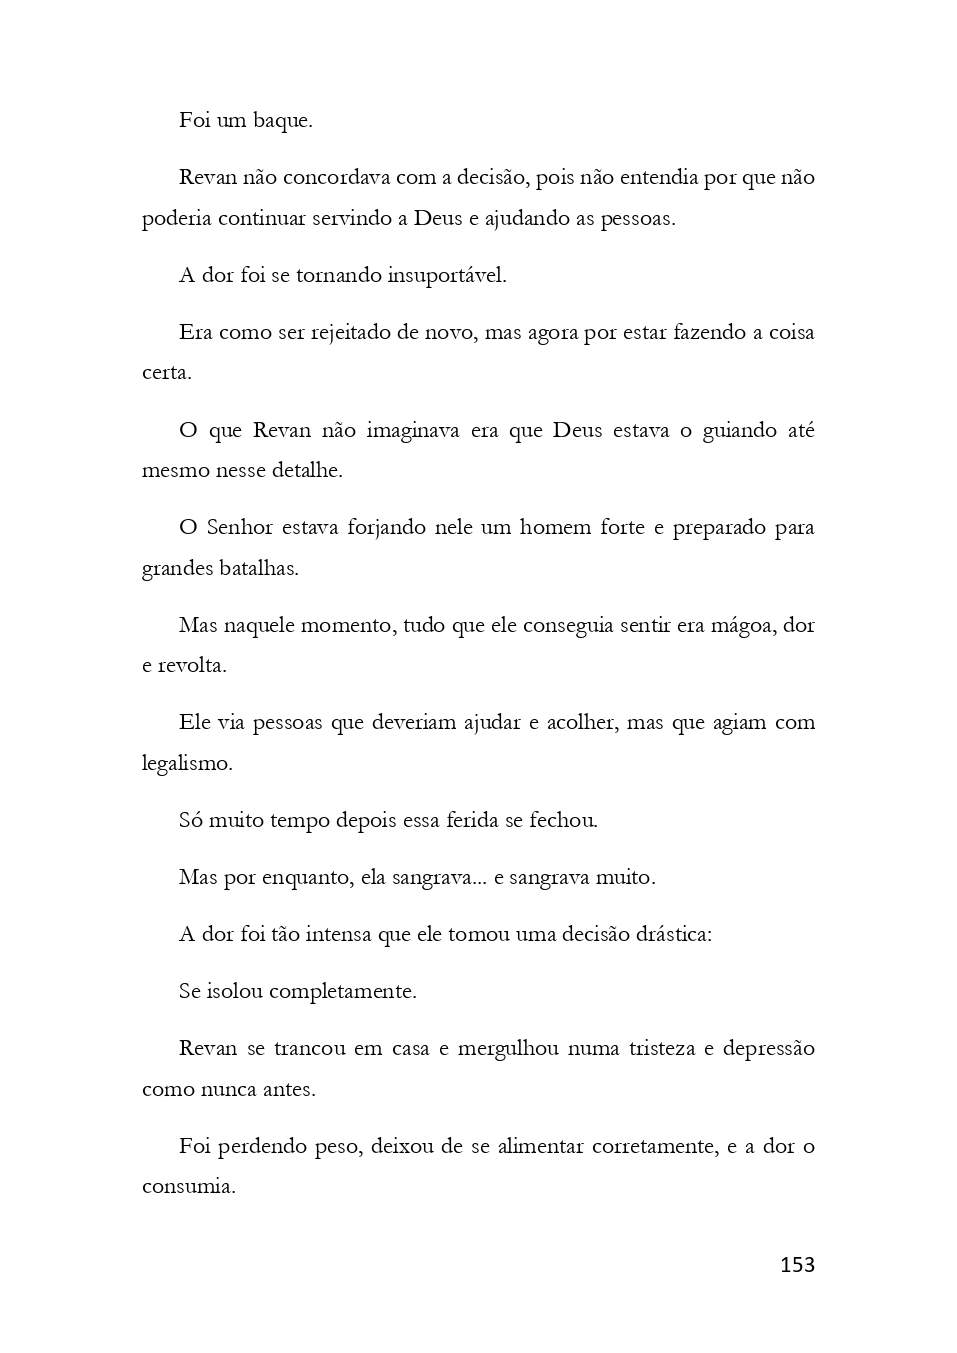 Foi um baque.
Revan não concordava com a decisão, pois não entendia por que não
poderia continuar servindo a Deus e ajudando as pessoas.
A dor foi se tornando insuportável.
Era como ser rejeitado de novo, mas agora por estar fazendo a coisa
certa.
O que Revan não imaginava era que Deus estava o guiando até
mesmo nesse detalhe.
O Senhor estava forjando nele um homem forte e preparado para
grandes batalhas.
Mas naquele momento, tudo que ele conseguia sentir era mágoa, dor
e revolta.
Ele via pessoas que deveriam ajudar e acolher, mas que agiam com
legalismo.
Só muito tempo depois essa ferida se fechou.
Mas por enquanto, ela sangrava... e sangrava muito.
A dor foi tão intensa que ele tomou uma decisão drástica:
Se isolou completamente.
Revan se trancou em casa e mergulhou numa tristeza e depressão
como nunca antes.
Foi perdendo peso, deixou de se alimentar corretamente, e a dor o
consumia.
153